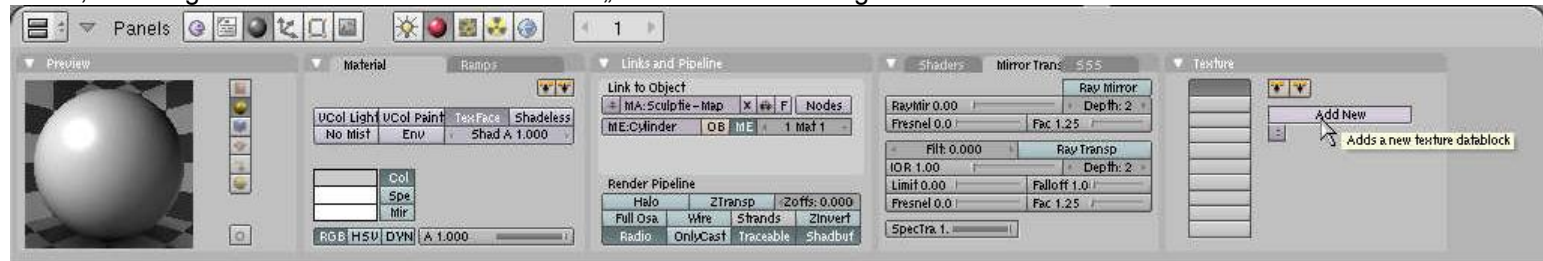 Panels 1
Preview
Material Ramps
VCol Light VCol Paint TexFace Shadeless
No Mist Env Shad A 1.000
Col
Spe
Mir
RGB HSV DYN A 1.000
Links and Pipeline
Link to Object
MA:Sculptie-Map X F Nodes
ME:Cylinder OB ME 1 Mat 1
Render Pipeline
Halo ZTransp Zoffs: 0.000
Full Osa Wire Strands ZInvert
Radio OnlyCast Traceable Shadbuf
Shaders Mirror Trans SSS
Ray Mirror
RayMir 0.00 Depth: 2
Fresnel 0.0 Fac 1.25
Filt: 0.000 Ray Transp
IOR 1.00 Depth: 2
Limit 0.00 Falloff 1.0
Fresnel 0.0 Fac 1.25
SpecTra 1.
Texture
Add New
Adds a new texture datablock